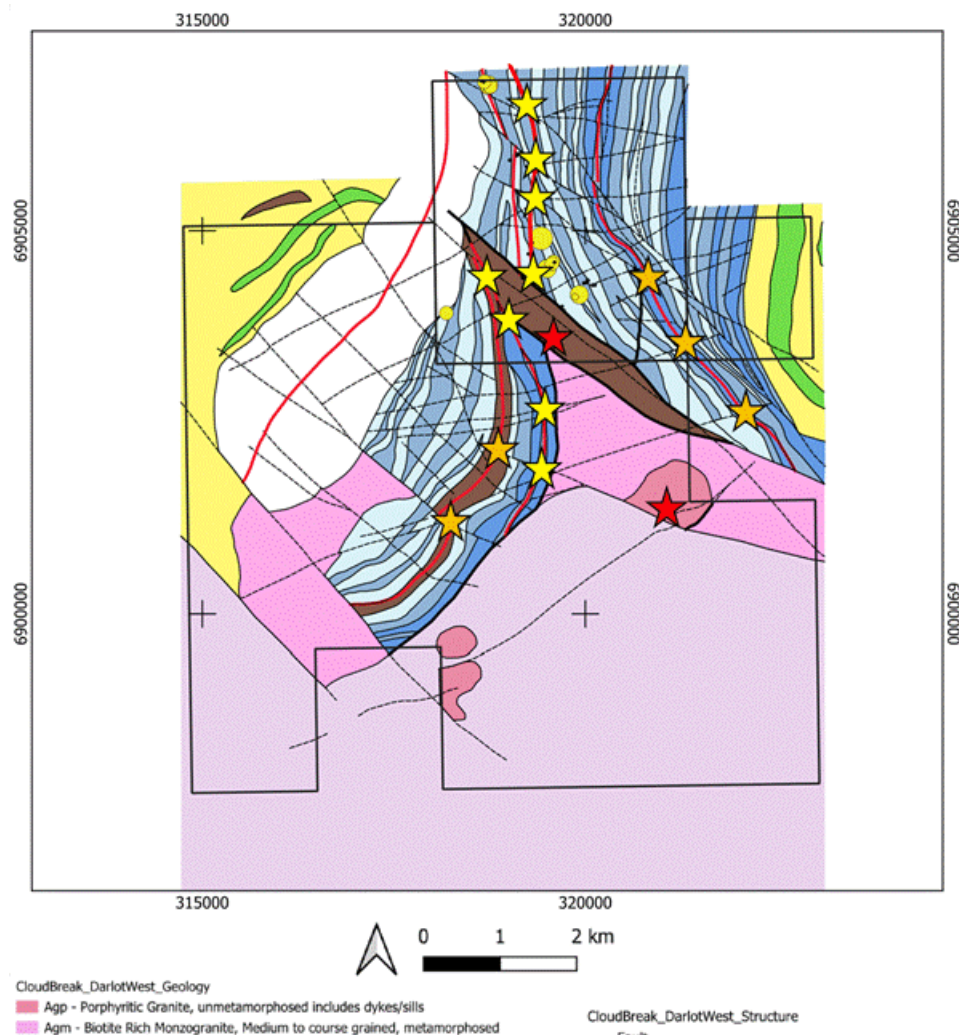 315000 320000
6905000 6905000
6900000 6900000
315000 320000
0 1 2 km
CloudBreak_DarlotWest_Geology
Agp - Porphyritic Granite, unmetamorphosed includes dykes/sills
CloudBreak_DarlotWest_Structure
Agm - Biotite Rich Monzogranite, Medium to course grained, metamorphosed
Fault